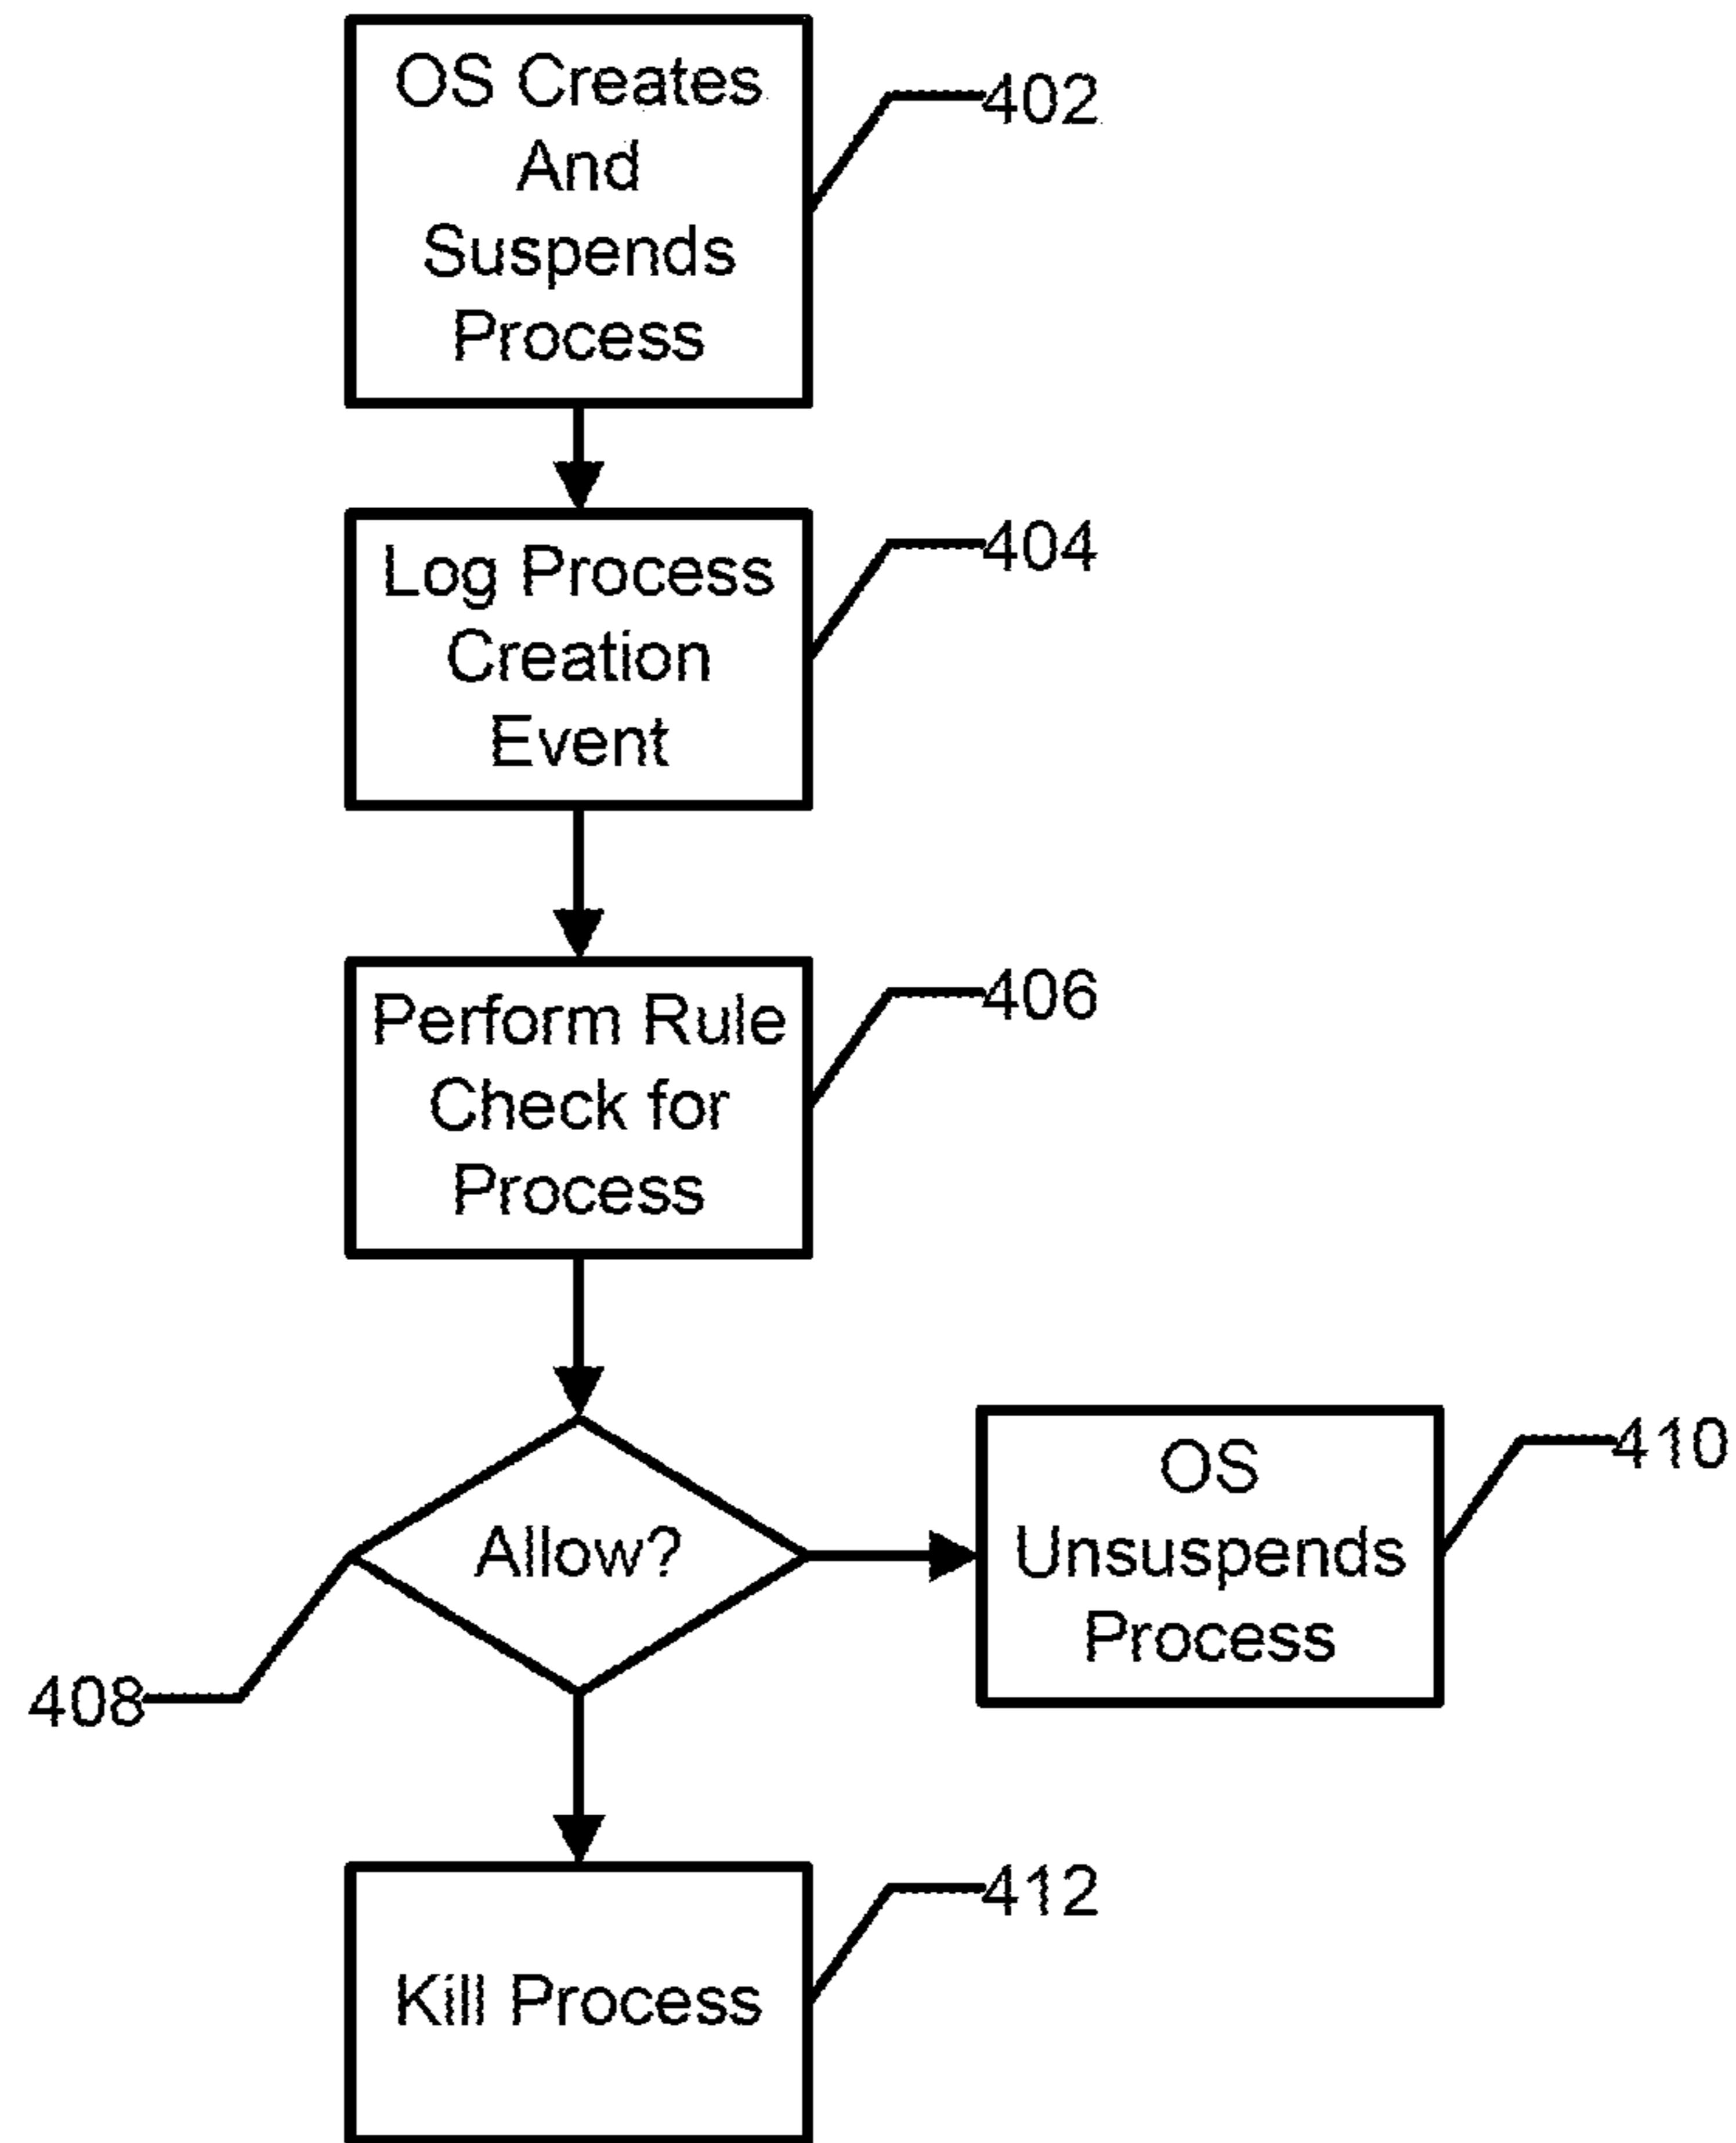 OS Creates
And
Suspends
Process
402
Log Process
Creation
Event
404
Perform Rule
Check for
Process
406
Allow?
408
OS
Unsuspends
Process
410
Kill Process
412